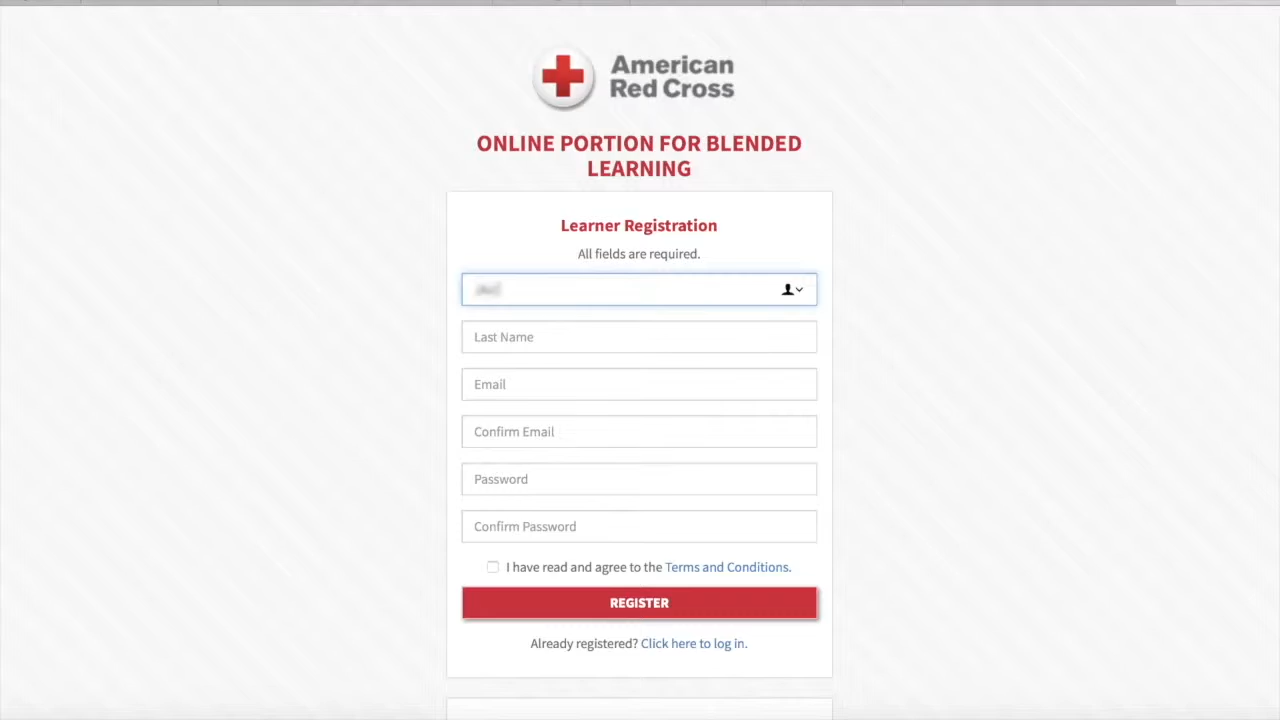 American
Red Cross
ONLINE PORTION FOR BLENDED
LEARNING
Learner Registration
All fields are required.
Last Name
Email
Confirm Email
Password
Confirm Password
I have read and agree to the Terms and Conditions.
REGISTER
Already registered? Click here to log in.